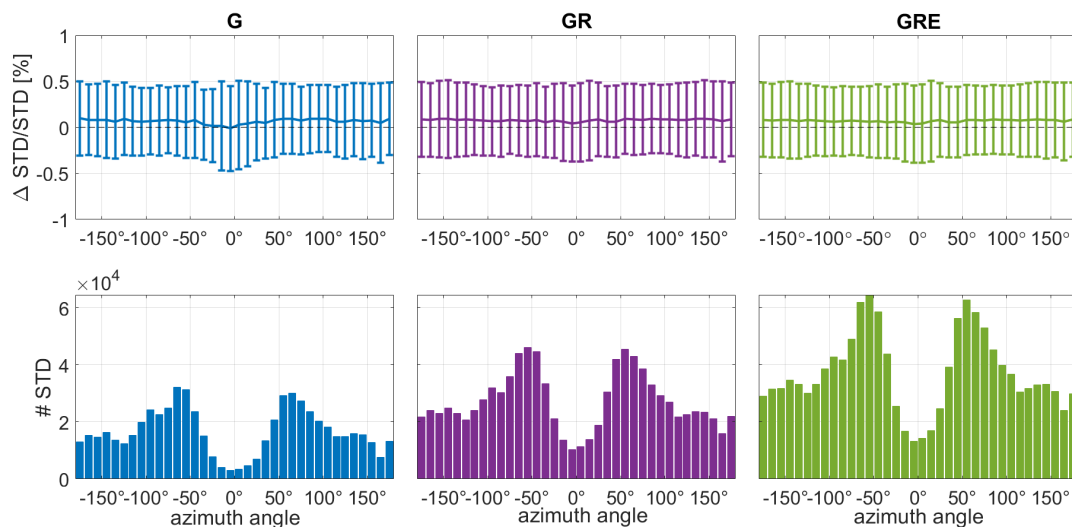 G GR GRE
Δ STD/STD [%]
1
0.5
0
-0.5
-1
-150° -100° -50° 0° 50° 100° 150° -150° -100° -50° 0° 50° 100° 150° -150° -100° -50° 0° 50° 100° 150°
×10⁴
# STD
6
4
2
0
-150° -100° -50° 0° 50° 100° 150° -150° -100° -50° 0° 50° 100° 150° -150° -100° -50° 0° 50° 100° 150°
azimuth angle azimuth angle azimuth angle